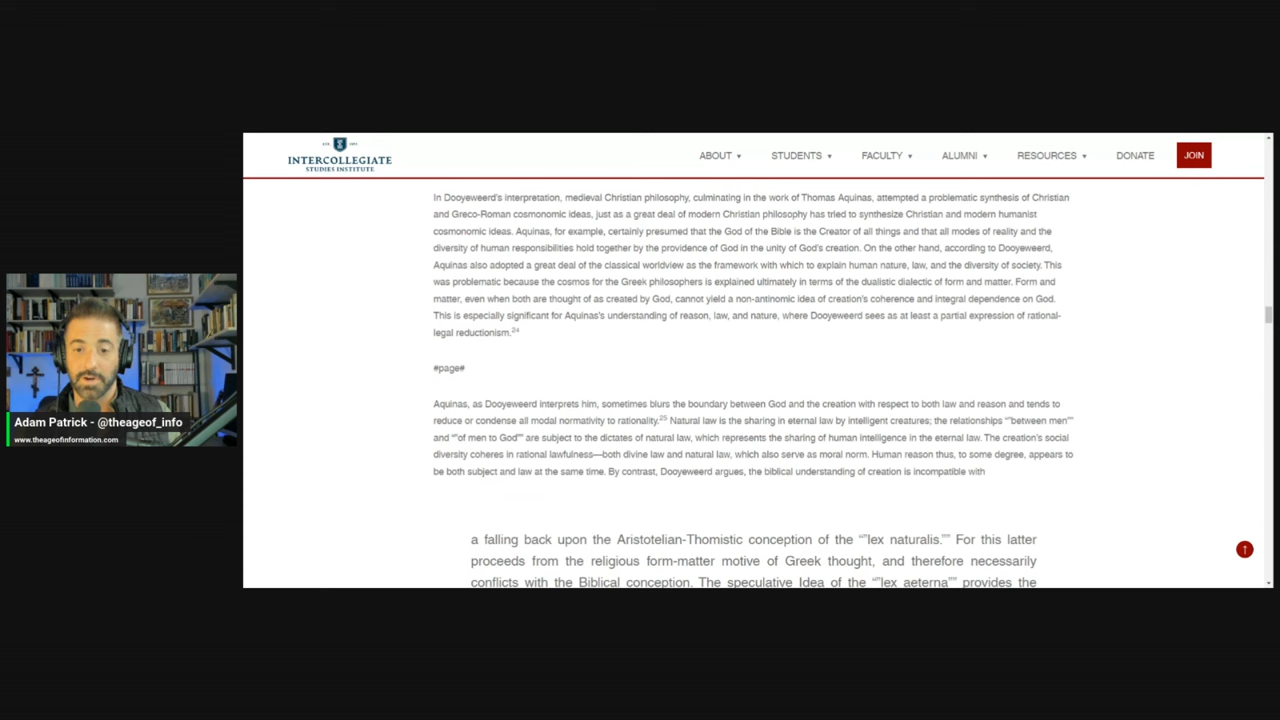 INTERCOLLEGIATE
STUDIES INSTITUTE
ABOUT ▾
STUDENTS ▾
FACULTY ▾
ALUMNI ▾
RESOURCES ▾
DONATE
JOIN
In Dooyeweerd's interpretation, medieval Christian philosophy, culminating in the work of Thomas Aquinas, attempted a problematic synthesis of Christian
and Greco-Roman cosmonomic ideas, just as a great deal of modern Christian philosophy has tried to synthesize Christian and modern humanist
cosmonomic ideas. Aquinas, for example, certainly presumed that the God of the Bible is the Creator of all things and that all modes of reality and the
diversity of human responsibilities hold together by the providence of God in the unity of God's creation. On the other hand, according to Dooyeweerd,
Aquinas also adopted a great deal of the classical worldview as the framework with which to explain human nature, law, and the diversity of society. This
was problematic because the cosmos for the Greek philosophers is explained ultimately in terms of the dualistic dialectic of form and matter. Form and
matter, even when both are thought of as created by God, cannot yield a non-antinomic idea of creation's coherence and integral dependence on God.
This is especially significant for Aquinas's understanding of reason, law, and nature, where Dooyeweerd sees as at least a partial expression of rational-
legal reductionism.24
#page#
Aquinas, as Dooyeweerd interprets him, sometimes blurs the boundary between God and the creation with respect to both law and reason and tends to
reduce or condense all modal normativity to rationality.25 Natural law is the sharing in eternal law by intelligent creatures; the relationships "“between men”"
and "“of men to God”" are subject to the dictates of natural law, which represents the sharing of human intelligence in the eternal law. The creation's social
diversity coheres in rational lawfulness—both divine law and natural law, which also serve as moral norm. Human reason thus, to some degree, appears to
be both subject and law at the same time. By contrast, Dooyeweerd argues, the biblical understanding of creation is incompatible with
a falling back upon the Aristotelian-Thomistic conception of the "“lex naturalis.”" For this latter
proceeds from the religious form-matter motive of Greek thought, and therefore necessarily
conflicts with the Biblical conception. The speculative Idea of the "“lex aeterna”" provides the
Adam Patrick - @theageof_info
www.theageofinformation.com